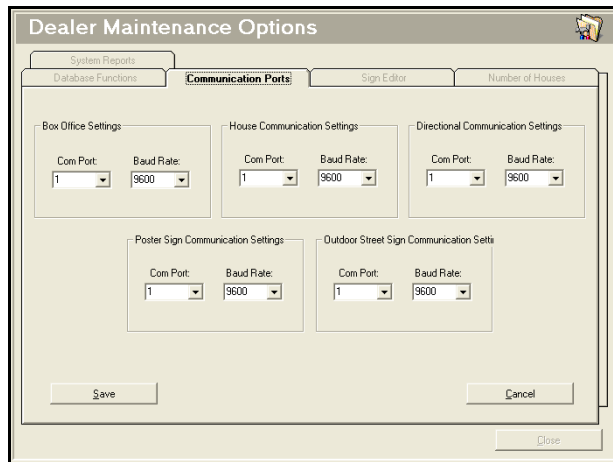 Dealer Maintenance Options
System Reports
Database Functions Communication Ports Sign Editor Number of Houses
Box Office Settings House Communication Settings Directional Communication Settings
Com Port: Baud Rate: Com Port: Baud Rate: Com Port: Baud Rate:
1 9600 1 9600 1 9600
Poster Sign Communication Settings Outdoor Street Sign Communication Setti
Com Port: Baud Rate: Com Port: Baud Rate:
1 9600 1 9600
Save Cancel
Close